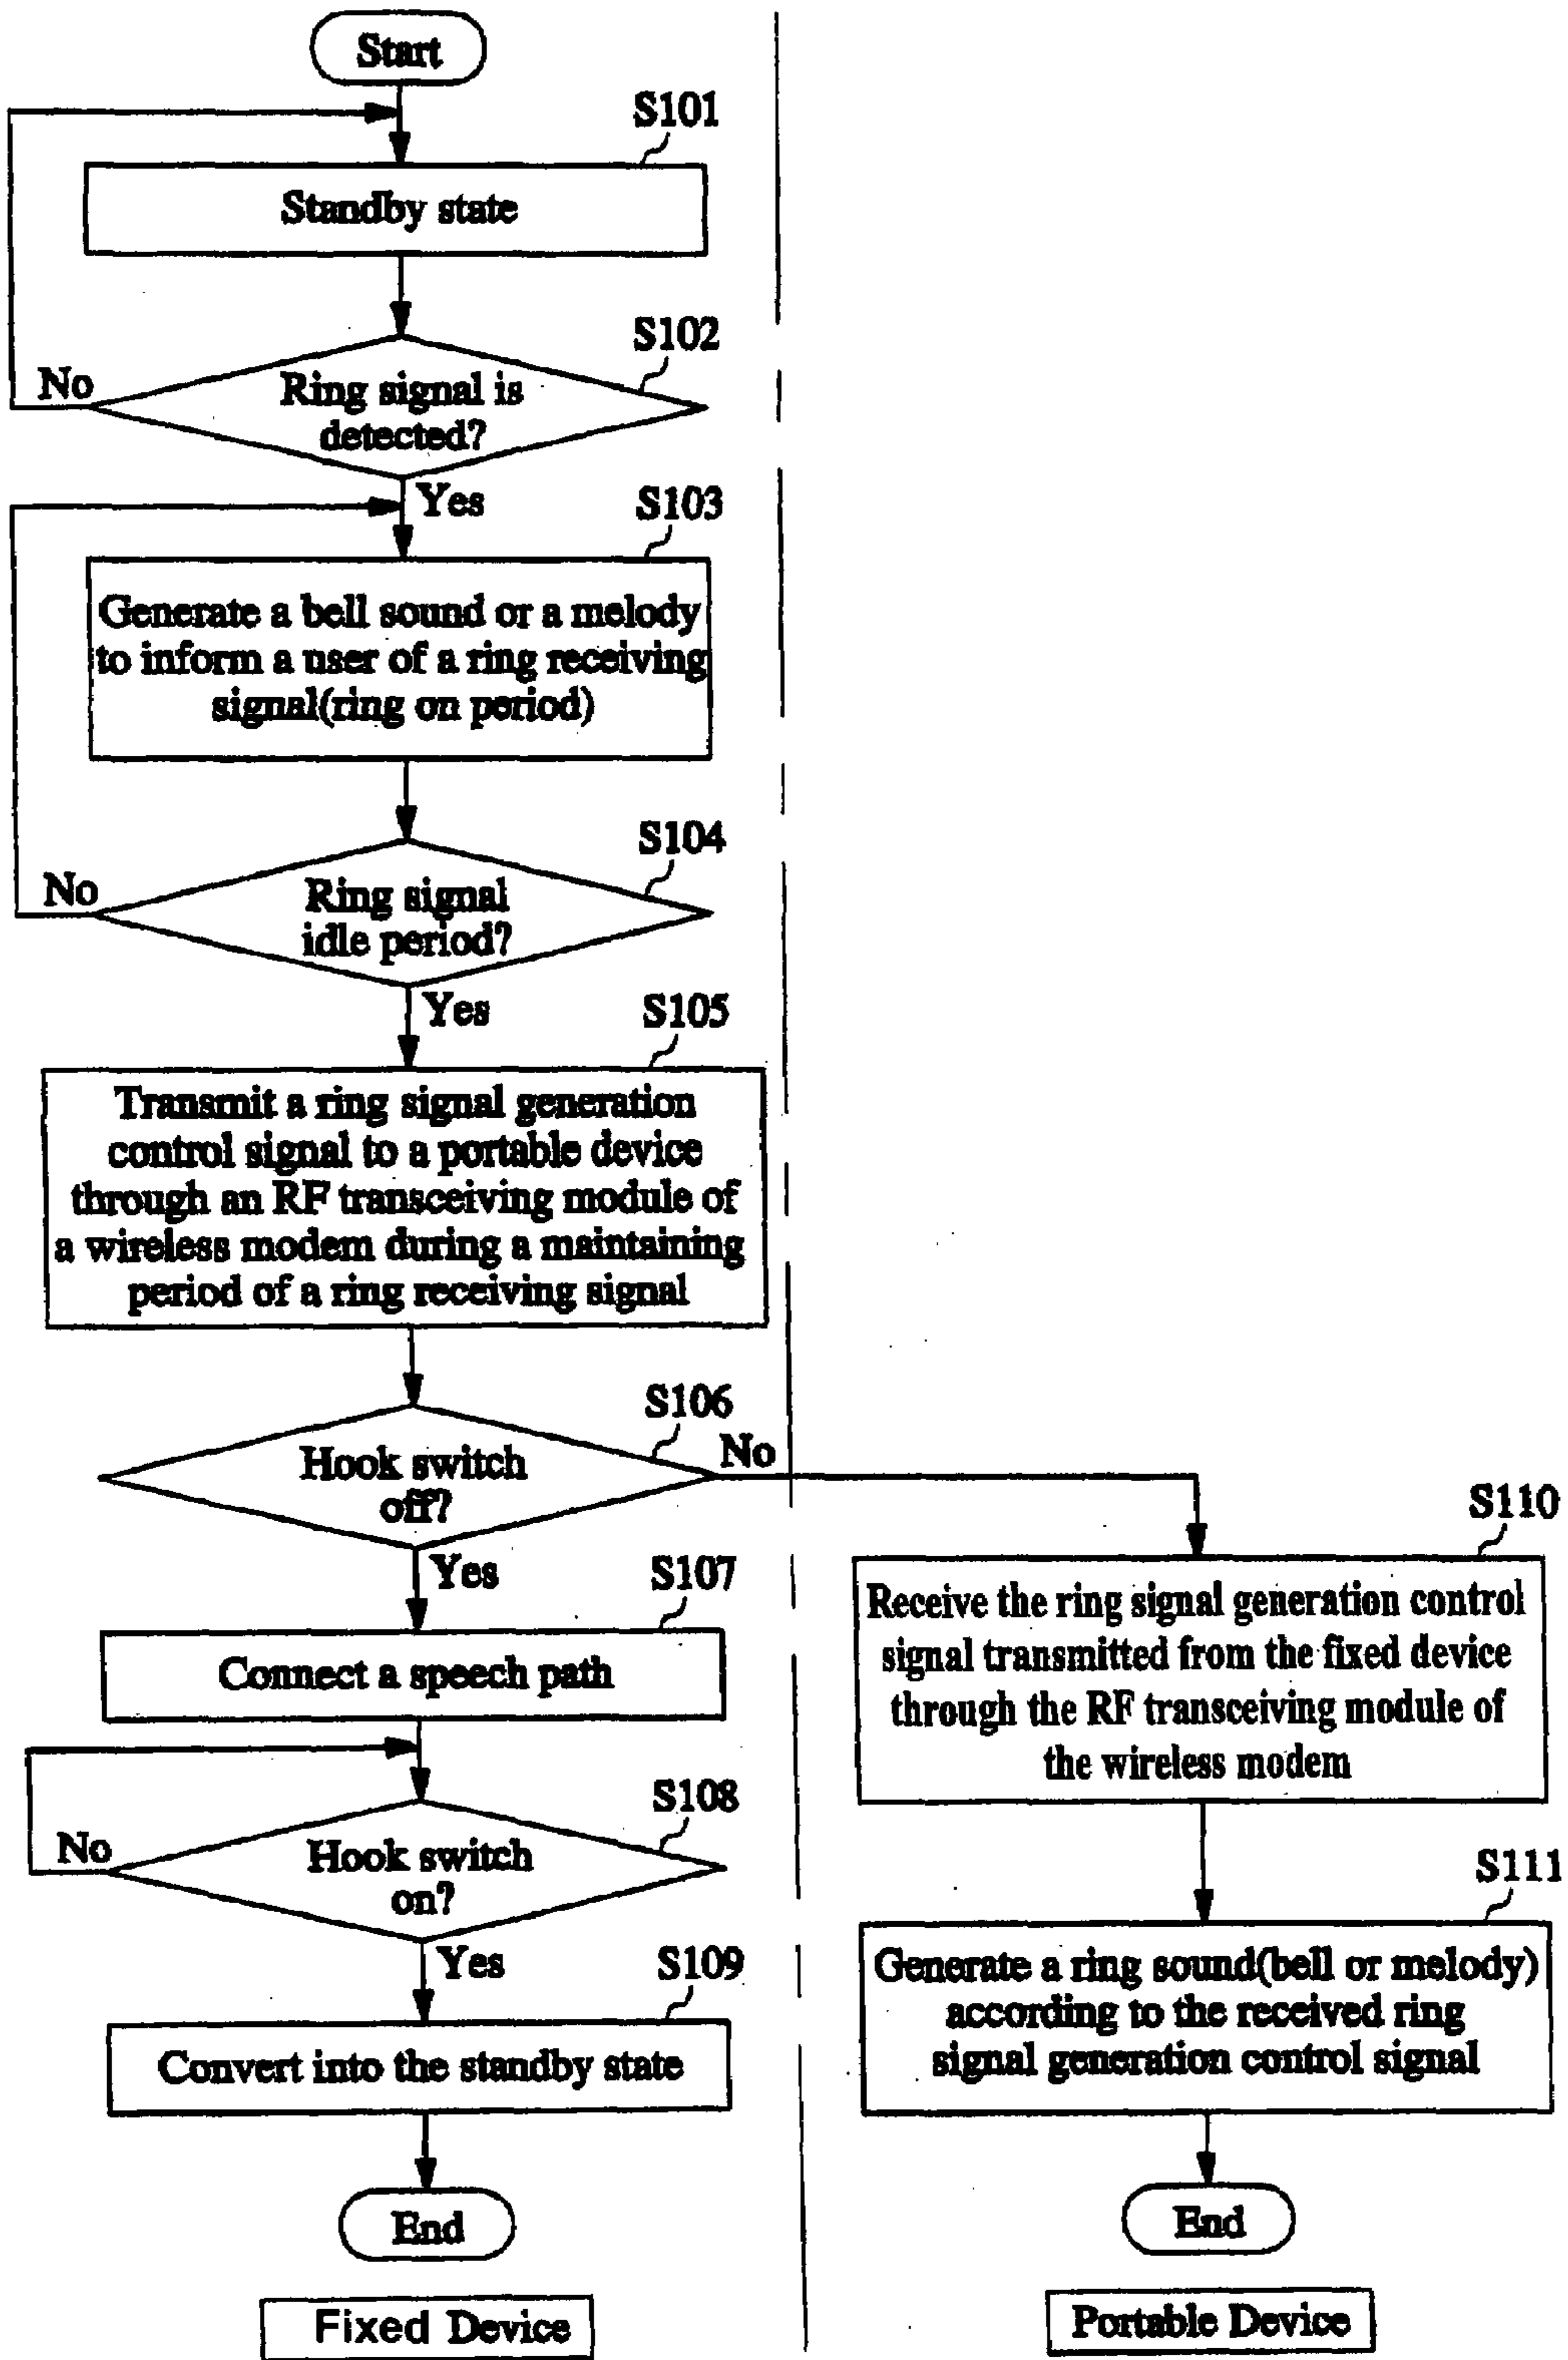 Start
S101
Standby state
S102
No
Ring signal is
detected?
Yes
S103
Generate a bell sound or a melody
to inform a user of a ring receiving
signal(ring on period)
S104
No
Ring signal
idle period?
Yes
S105
Transmit a ring signal generation
control signal to a portable device
through an RF transceiving module of
a wireless modem during a maintaining
period of a ring receiving signal
S106
No
Hook switch
off?
Yes
S107
Connect a speech path
S108
No
Hook switch
on?
Yes
S109
Convert into the standby state
End
Fixed Device
S110
Receive the ring signal generation control
signal transmitted from the fixed device
through the RF transceiving module of
the wireless modem
S111
Generate a ring sound(bell or melody)
according to the received ring
signal generation control signal
End
Portable Device